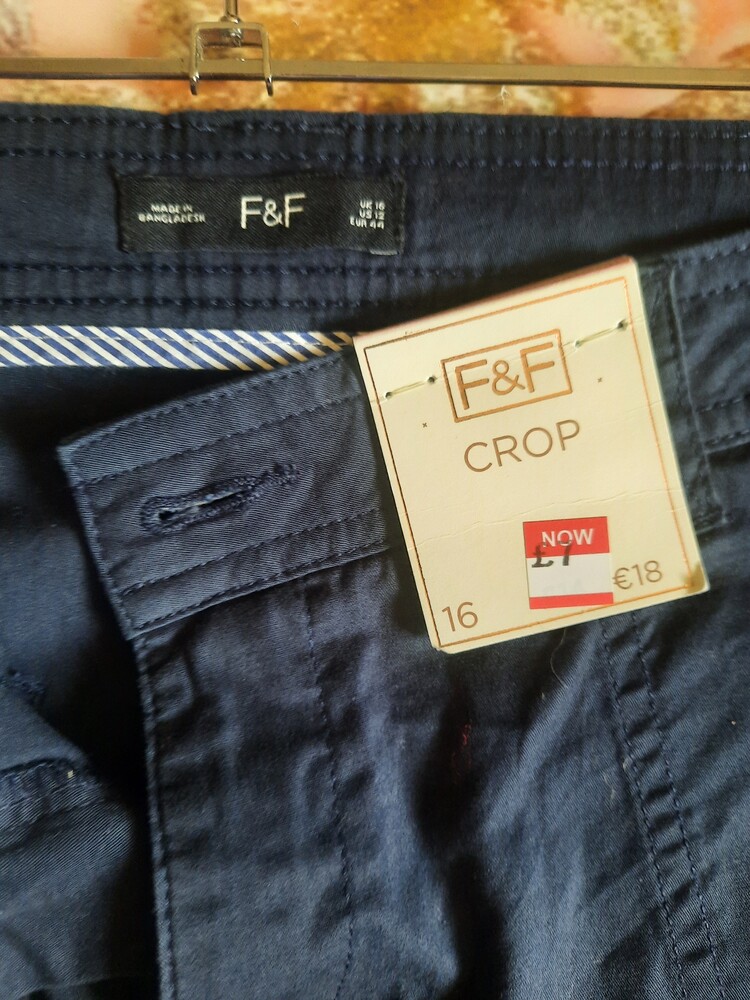 MADE IN
BANGLADESH
F&F
UK 16
US 12
EUR 44
F&F
CROP
NOW
£7
€18
16